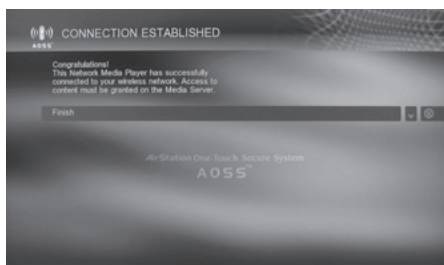 CONNECTION ESTABLISHED
AOSS
Congratulations!
This Network Media Player has successfully
connected to your wireless network. Access to
content must be granted on the Media Server.
Finish
AirStation One-Touch Secure System
AOSS™